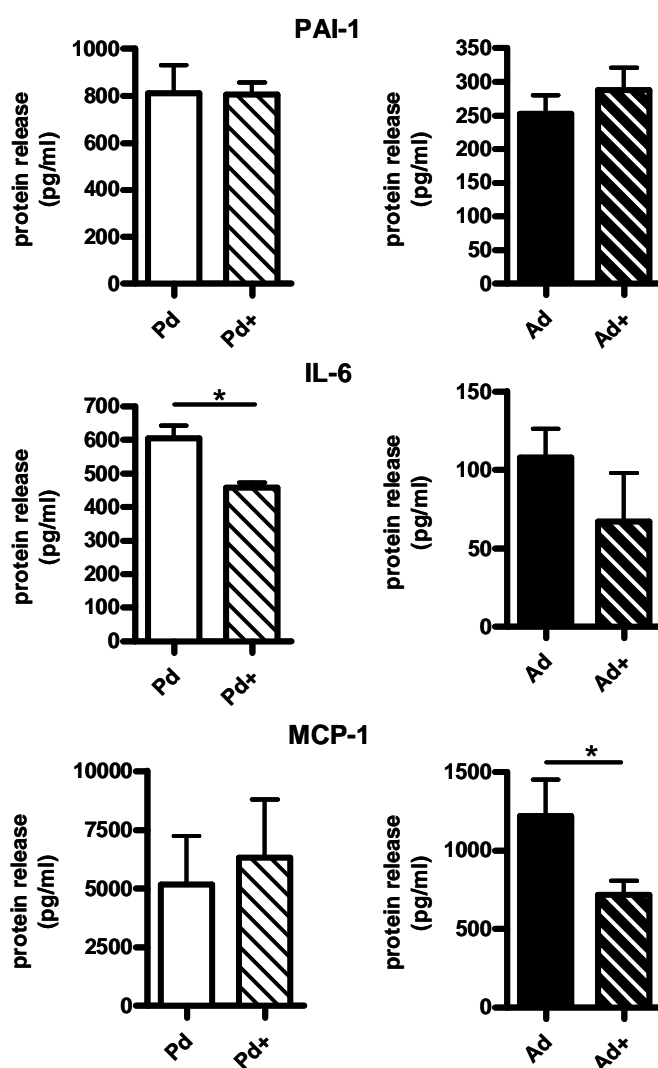 PAI-1
protein release
(pg/ml)
1000
800
600
400
200
0
Pd
Pd+
protein release
(pg/ml)
350
300
250
200
150
100
50
0
Ad
Ad+
IL-6
protein release
(pg/ml)
700
600
500
400
300
200
100
0
*
Pd
Pd+
protein release
(pg/ml)
150
100
50
0
Ad
Ad+
MCP-1
protein release
(pg/ml)
10000
7500
5000
2500
0
Pd
Pd+
protein release
(pg/ml)
1500
1000
500
0
*
Ad
Ad+